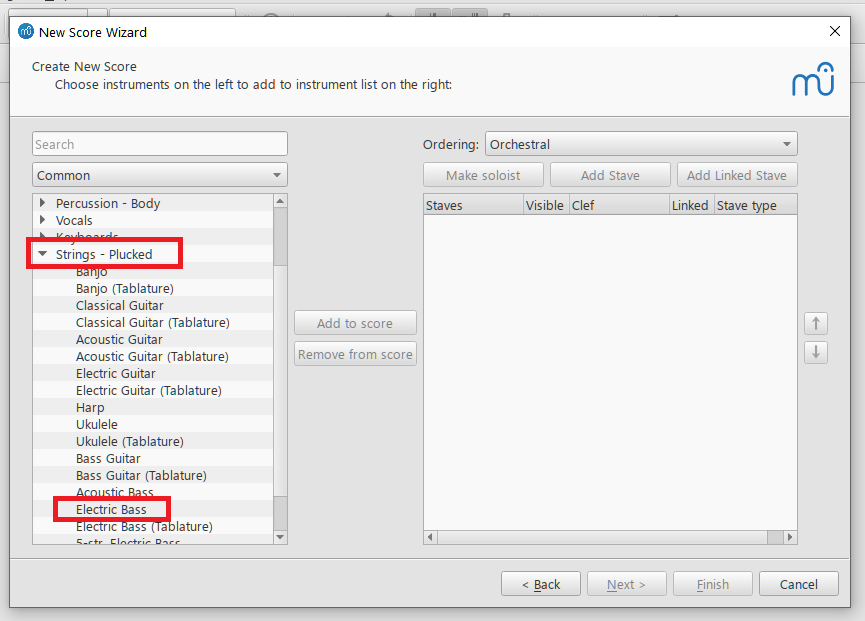 New Score Wizard
Create New Score
Choose instruments on the left to add to instrument list on the right:
Search
Ordering: Orchestral
Common
Make soloist Add Stave Add Linked Stave
Percussion - Body
Vocals
Keyboards
Strings - Plucked
Banjo
Banjo (Tablature)
Classical Guitar
Classical Guitar (Tablature)
Acoustic Guitar
Acoustic Guitar (Tablature)
Electric Guitar
Electric Guitar (Tablature)
Harp
Ukulele
Ukulele (Tablature)
Bass Guitar
Bass Guitar (Tablature)
Acoustic Bass
Electric Bass
Electric Bass (Tablature)
5-str. Electric Bass
Add to score
Remove from score
Staves Visible Clef Linked Stave type
< Back Next > Finish Cancel